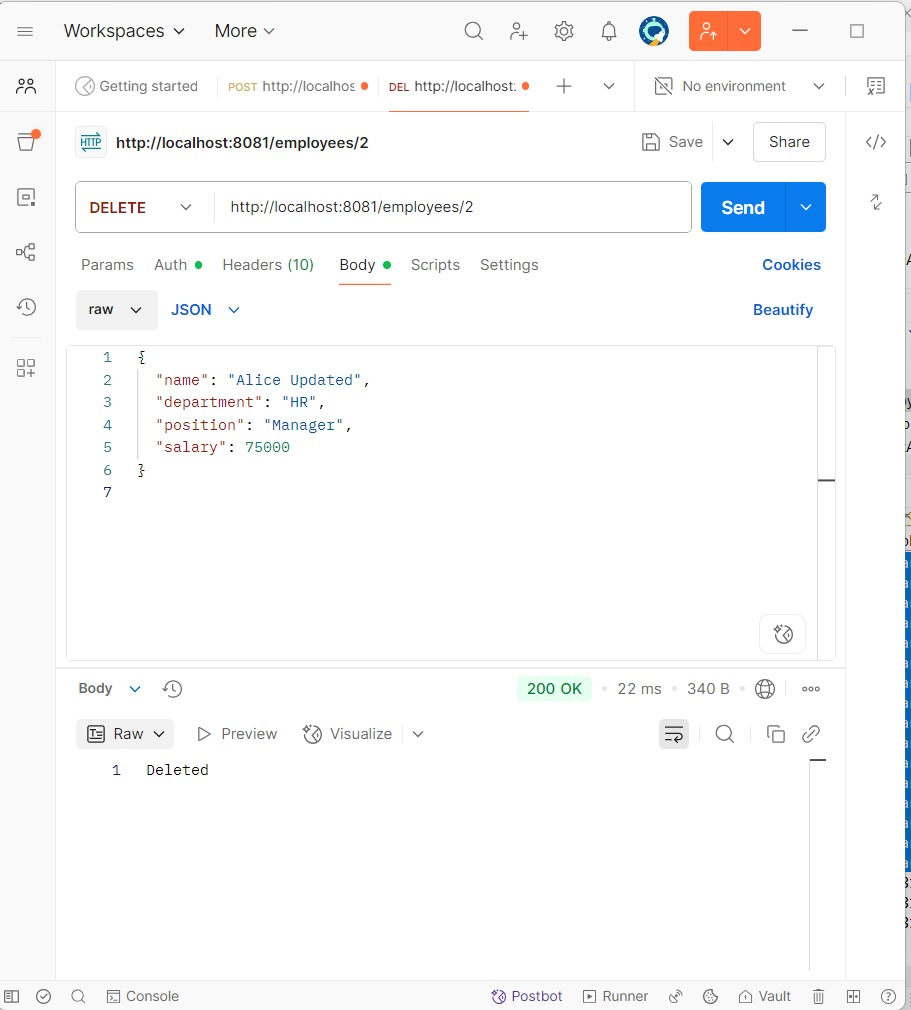 Workspaces More
Getting started POST http://localhos DEL http://localhost: No environment
HTTP http://localhost:8081/employees/2 Save Share
DELETE http://localhost:8081/employees/2 Send
Params Auth Headers (10) Body Scripts Settings Cookies
raw JSON Beautify
1 {
2 "name": "Alice Updated",
3 "department": "HR",
4 "position": "Manager",
5 "salary": 75000
6 }
7
Body 200 OK 22 ms 340 B
Raw Preview Visualize
1 Deleted
Console Postbot Runner Vault